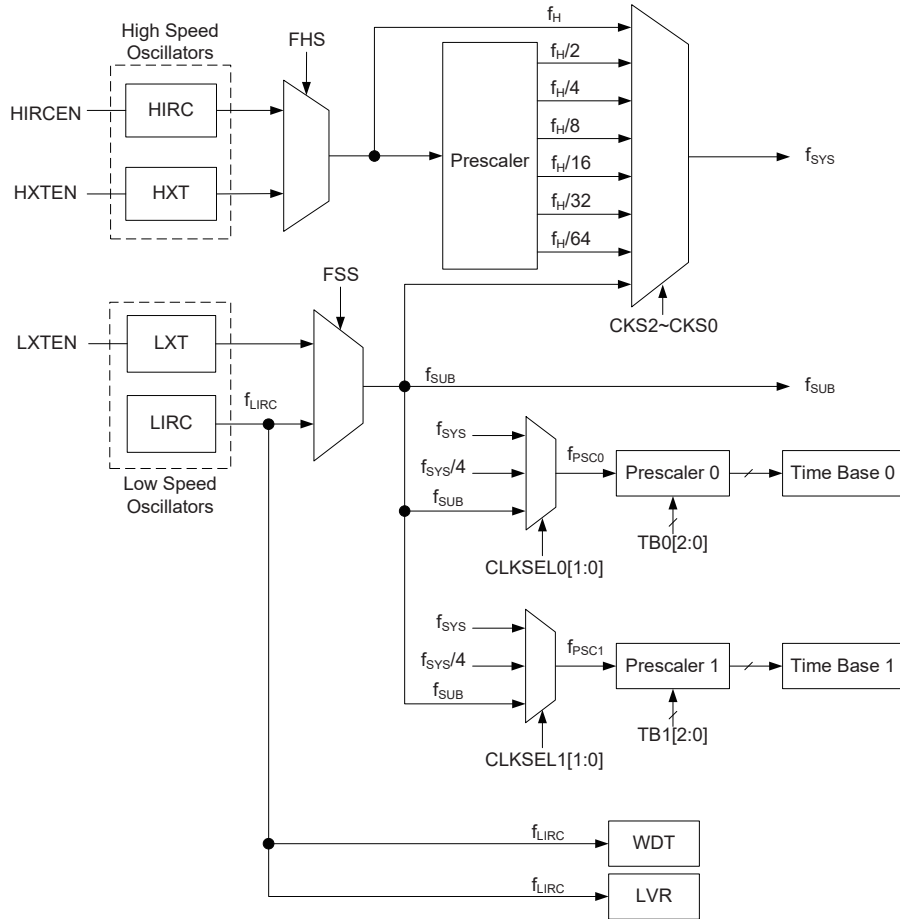 High Speed
Oscillators
FHS
HIRCEN
HIRC
HXTEN
HXT
fH
Prescaler
fH/2
fH/4
fH/8
fH/16
fH/32
fH/64
fSYS
CKS2~CKS0
FSS
LXTEN
LXT
LIRC
fLIRC
Low Speed
Oscillators
fSUB
fSUB
fSYS
fSYS/4
fSUB
fPSC0
Prescaler 0
Time Base 0
TB0[2:0]
CLKSEL0[1:0]
fSYS
fSYS/4
fSUB
fPSC1
Prescaler 1
Time Base 1
TB1[2:0]
CLKSEL1[1:0]
fLIRC
WDT
fLIRC
LVR